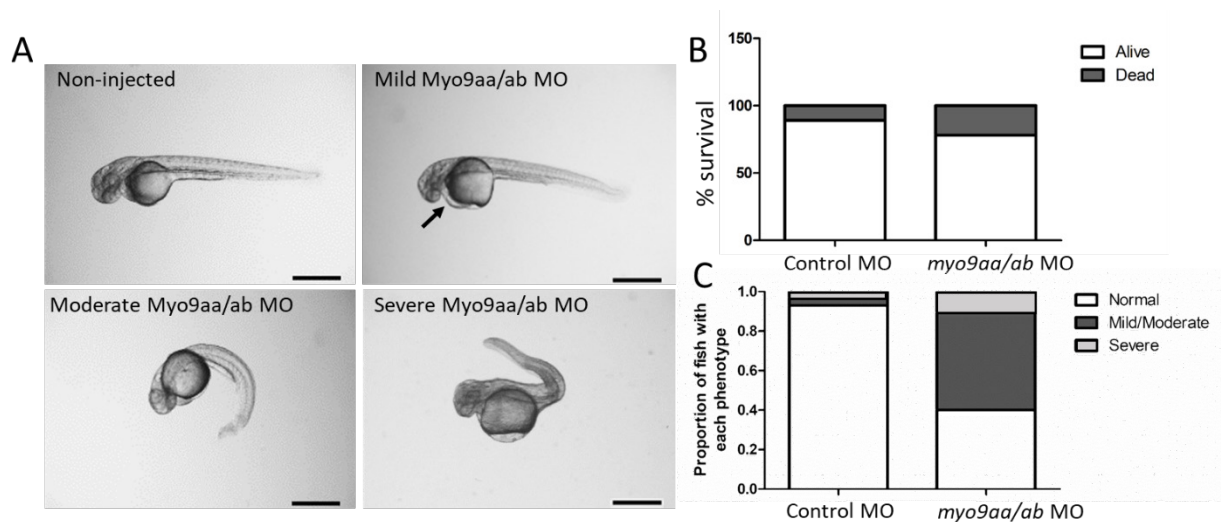 A
Non-injected
Mild Myo9aa/ab MO
Moderate Myo9aa/ab MO
Severe Myo9aa/ab MO
B
% survival
150
100
50
0
Control MO
myo9aa/ab MO
Alive
Dead
C
Proportion of fish with
each phenotype
1.0
0.8
0.6
0.4
0.2
0.0
Control MO
myo9aa/ab MO
Normal
Mild/Moderate
Severe